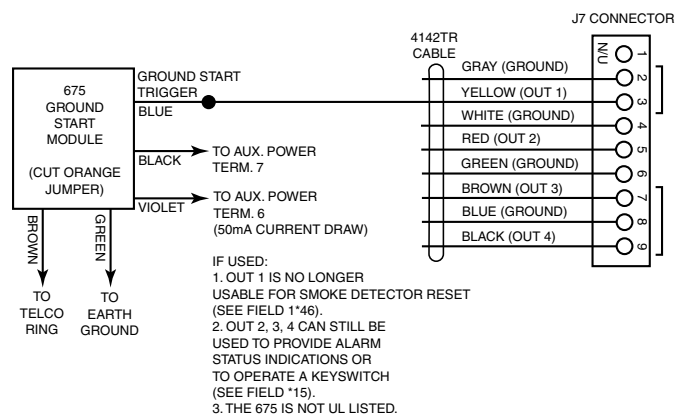 J7 CONNECTOR
4142TR
CABLE
N/U
1
2
3
4
5
6
7
8
9
GRAY (GROUND)
YELLOW (OUT 1)
WHITE (GROUND)
RED (OUT 2)
GREEN (GROUND)
BROWN (OUT 3)
BLUE (GROUND)
BLACK (OUT 4)
675
GROUND
START
MODULE
(CUT ORANGE
JUMPER)
GROUND START
TRIGGER
BLUE
BLACK
TO AUX. POWER
TERM. 7
VIOLET
TO AUX. POWER
TERM. 6
(50mA CURRENT DRAW)
BROWN
GREEN
TO
TELCO
RING
TO
EARTH
GROUND
IF USED:
1. OUT 1 IS NO LONGER
USABLE FOR SMOKE DETECTOR RESET
(SEE FIELD 1*46).
2. OUT 2, 3, 4 CAN STILL BE
USED TO PROVIDE ALARM
STATUS INDICATIONS OR
TO OPERATE A KEYSWITCH
(SEE FIELD *15).
3. THE 675 IS NOT UL LISTED.